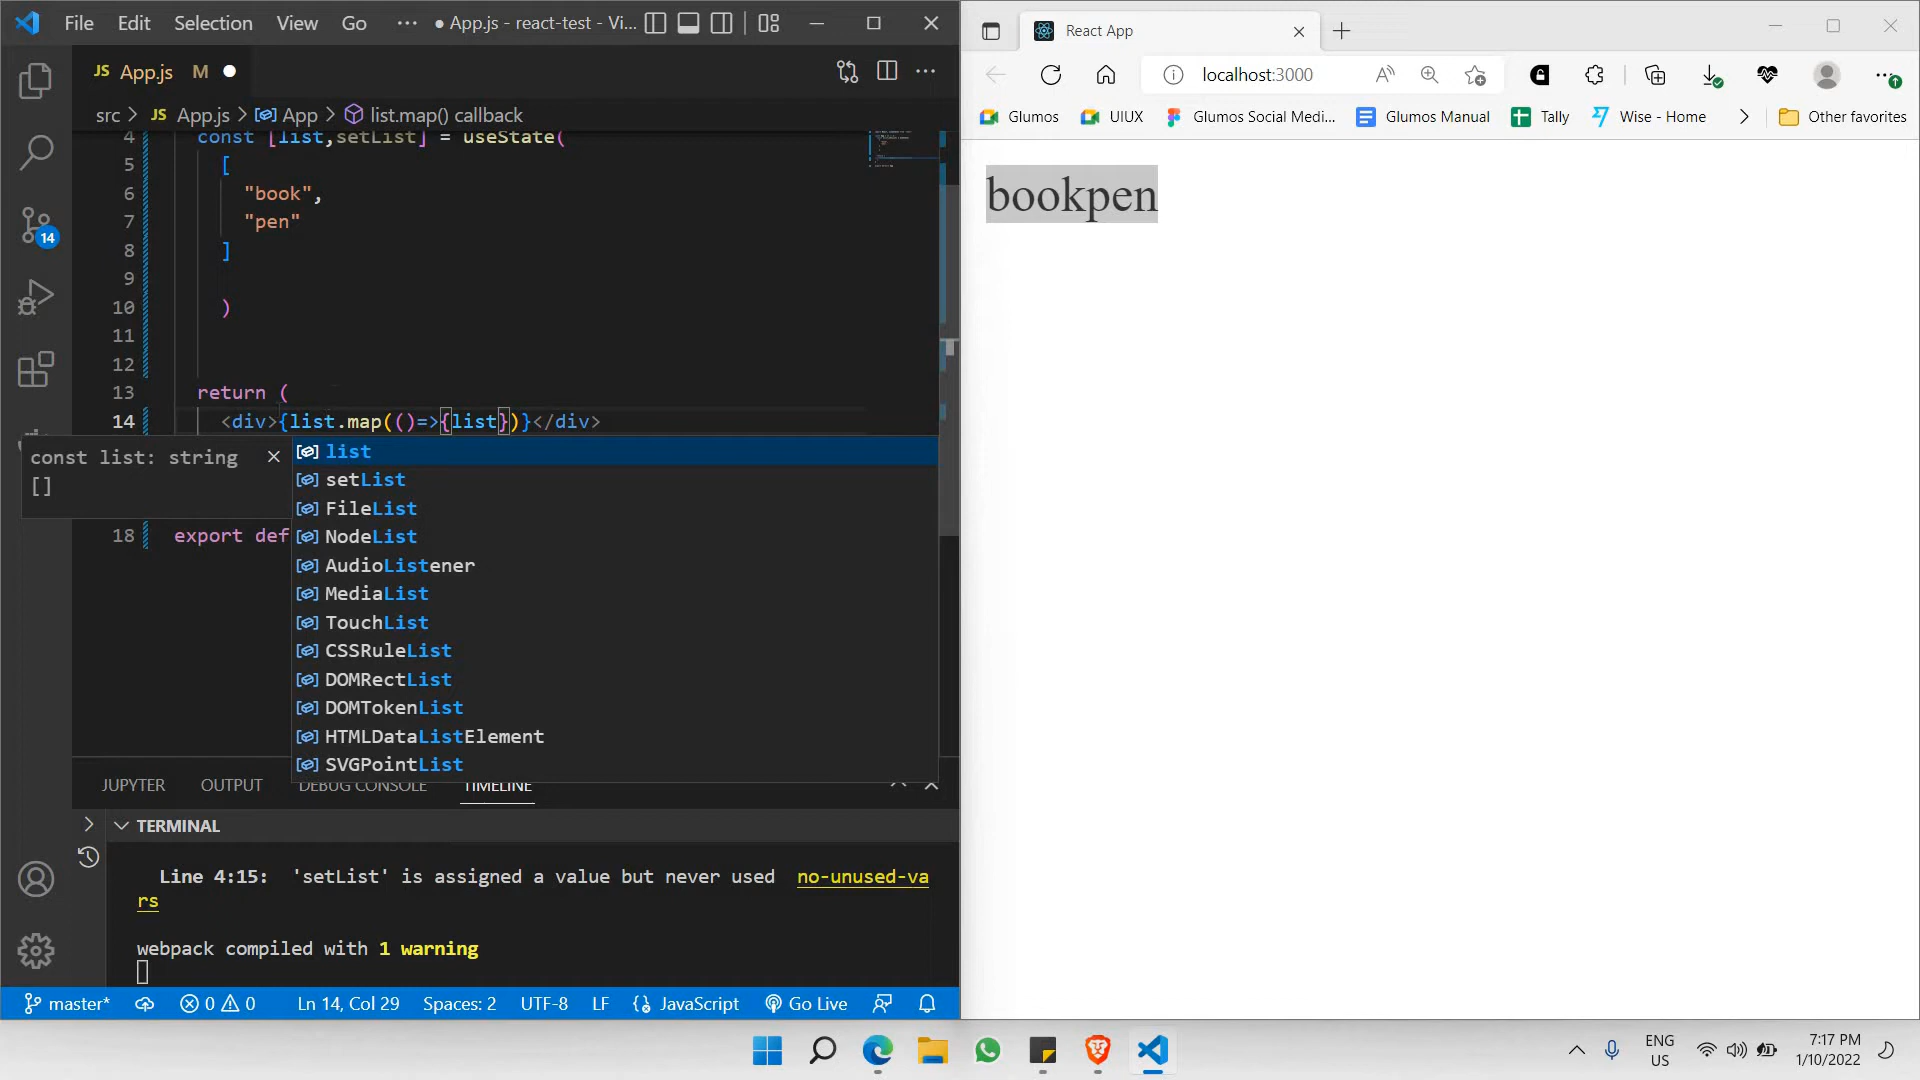 File Edit Selection View Go ··· ● App.js - react-test - Vi...
JS App.js M ●
src > JS App.js > App > list.map() callback
4 const [list,setList] = useState(
5 [
6 "book",
7 "pen"
8 ]
9
10 )
11
12
13 return (
14 <div>{list.map(()=>{list})}</div>
const list: string
[]
list
setList
FileList
NodeList
AudioListener
MediaList
TouchList
CSSRuleList
DOMRectList
DOMTokenList
HTMLDataListElement
SVGPointList
18 export def
14
JUPYTER OUTPUT DEBUG CONSOLE TIMELINE
TERMINAL
Line 4:15: 'setList' is assigned a value but never used no-unused-va
rs
webpack compiled with 1 warning
master* 0 0 Ln 14, Col 29 Spaces: 2 UTF-8 LF JavaScript Go Live
React App
localhost:3000
Glumos UIUX Glumos Social Medi... Glumos Manual Tally Wise - Home Other favorites
bookpen
ENG
US
7:17 PM
1/10/2022